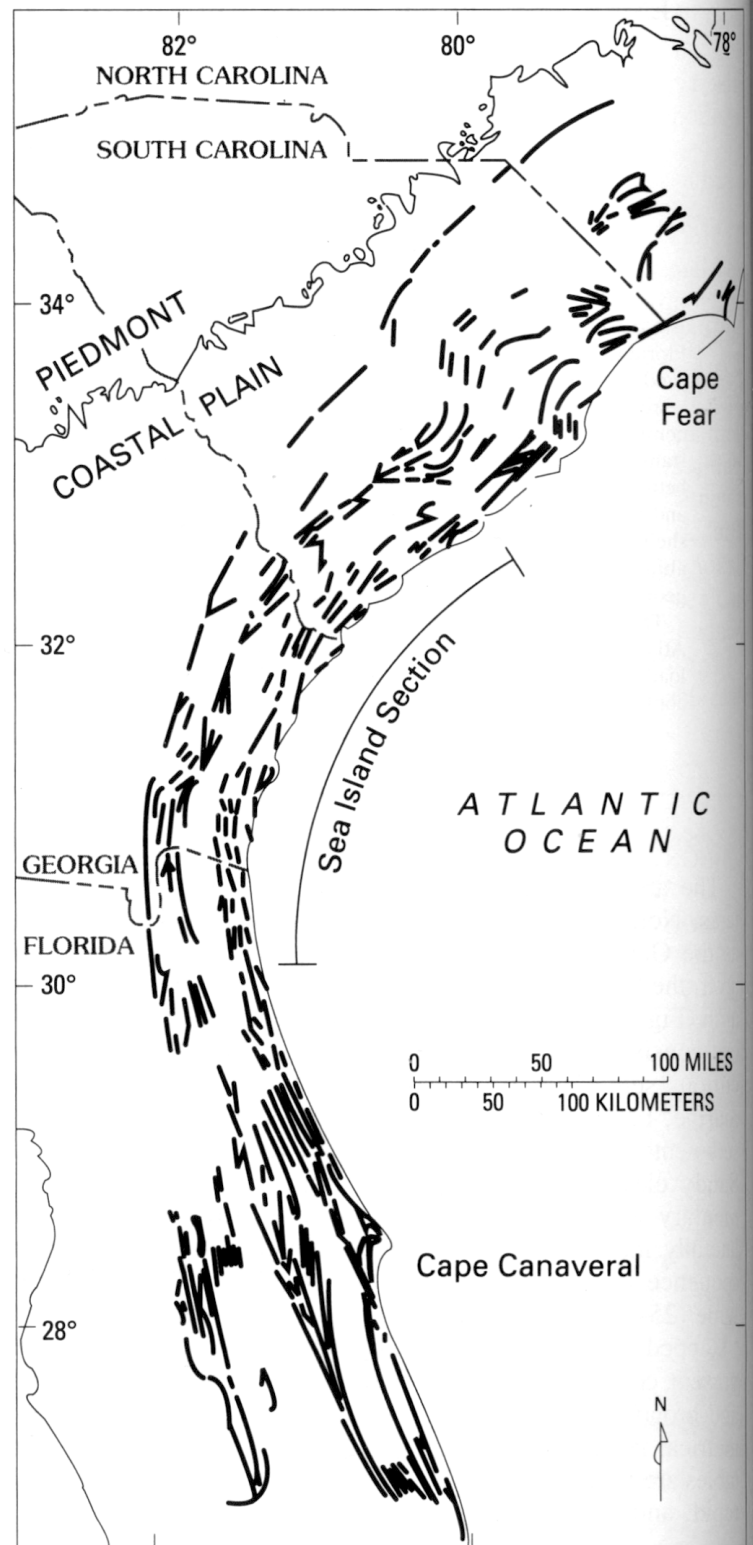 82°
80°
78°
NORTH CAROLINA
SOUTH CAROLINA
34°
PIEDMONT
COASTAL PLAIN
Cape
Fear
32°
Sea Island Section
ATLANTIC
OCEAN
GEORGIA
FLORIDA
30°
0 50 100 MILES
0 50 100 KILOMETERS
Cape Canaveral
28°
N